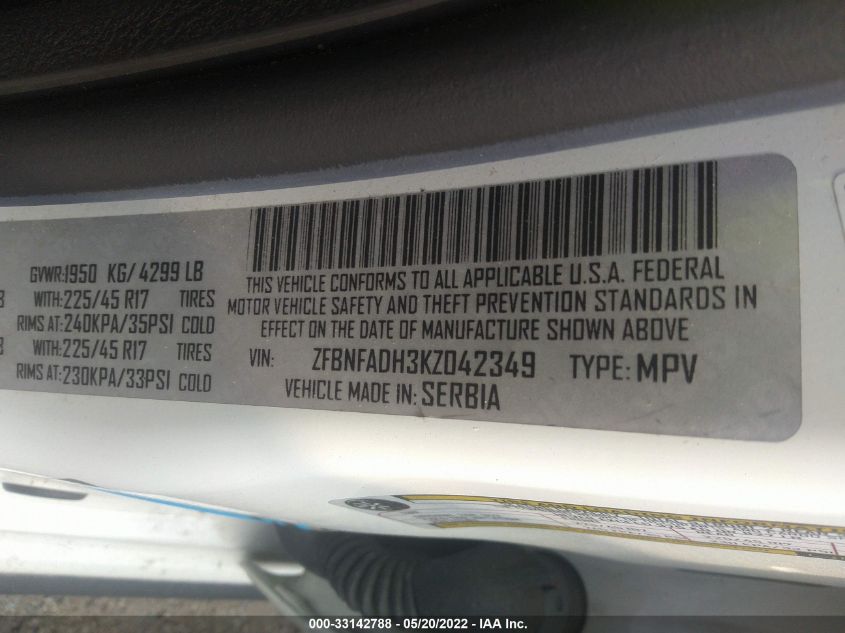 GVWR:1950 KG/ 4299 LB
WITH:225/45 R17 TIRES
RIMS AT:240KPA/35PSI COLD
WITH:225/45 R17 TIRES
RIMS AT:230KPA/33PSI COLD
THIS VEHICLE CONFORMS TO ALL APPLICABLE U.S.A. FEDERAL
MOTOR VEHICLE SAFETY AND THEFT PREVENTION STANDARDS IN
EFFECT ON THE DATE OF MANUFACTURE SHOWN ABOVE
VIN: ZFBNFADH3KZ042349 TYPE: MPV
VEHICLE MADE IN: SERBIA
000-33142788 - 05/20/2022 - IAA Inc.